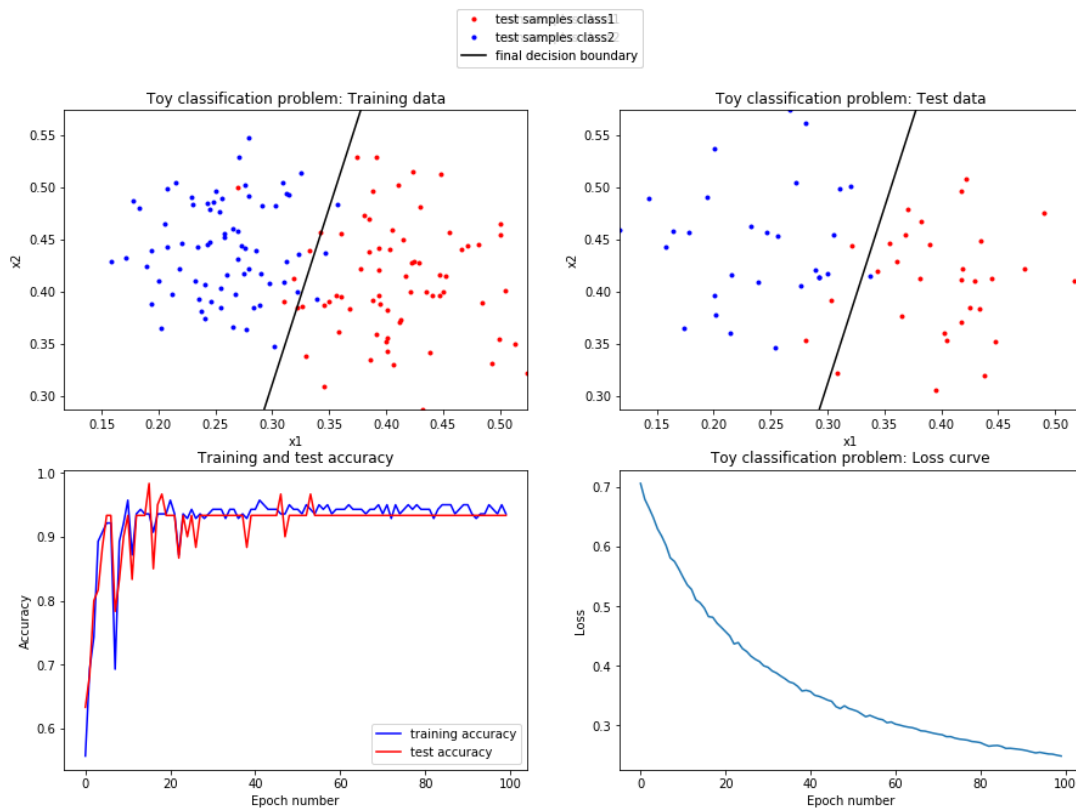 test samples class1
test samples class2
final decision boundary
Toy classification problem: Training data
0.55
0.50
0.45
0.40
0.35
0.30
x2
0.15 0.20 0.25 0.30 0.35 0.40 0.45 0.50
x1
Toy classification problem: Test data
0.55
0.50
0.45
0.40
0.35
0.30
x2
0.15 0.20 0.25 0.30 0.35 0.40 0.45 0.50
x1
Training and test accuracy
1.0
0.9
0.8
0.7
0.6
Accuracy
training accuracy
test accuracy
0 20 40 60 80 100
Epoch number
Toy classification problem: Loss curve
0.7
0.6
0.5
0.4
0.3
Loss
0 20 40 60 80 100
Epoch number